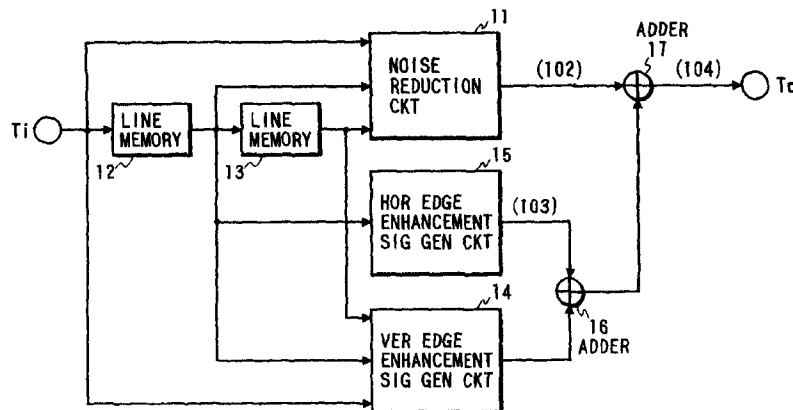 11
NOISE
REDUCTION
CKT
(102)
ADDER
17
(104)
Ti
LINE
MEMORY
12
LINE
MEMORY
13
15
HOR EDGE
ENHANCEMENT
SIG GEN CKT
(103)
14
VER EDGE
ENHANCEMENT
SIG GEN CKT
16
ADDER